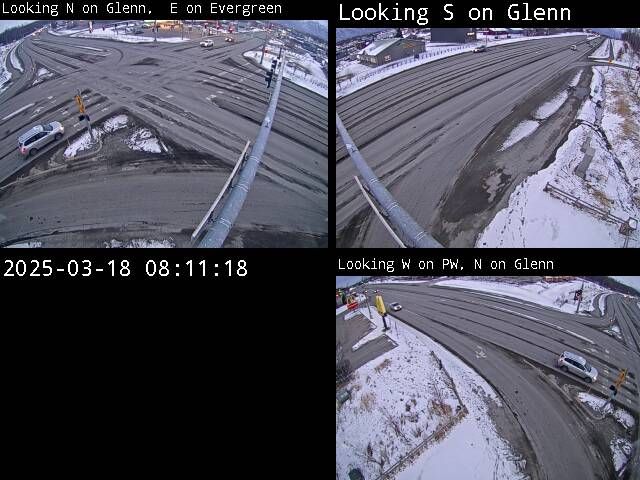 Looking N on Glenn,  E on Evergreen
Looking S on Glenn
2025-03-18 08:11:18
Looking W on PW, N on Glenn